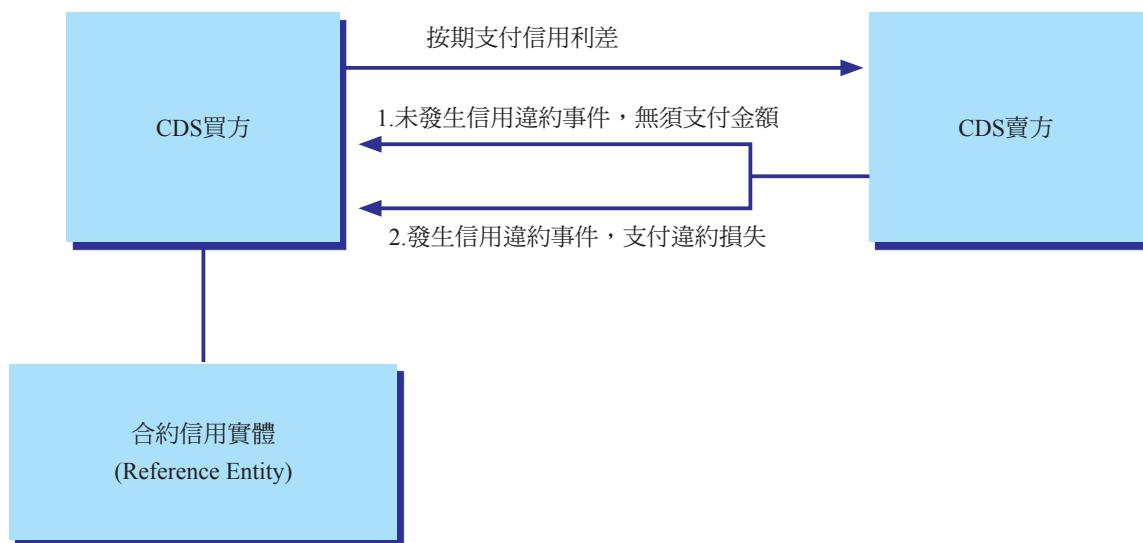 按期支付信用利差
CDS買方
1.未發生信用違約事件，無須支付金額
CDS賣方
2.發生信用違約事件，支付違約損失
合約信用實體
(Reference Entity)